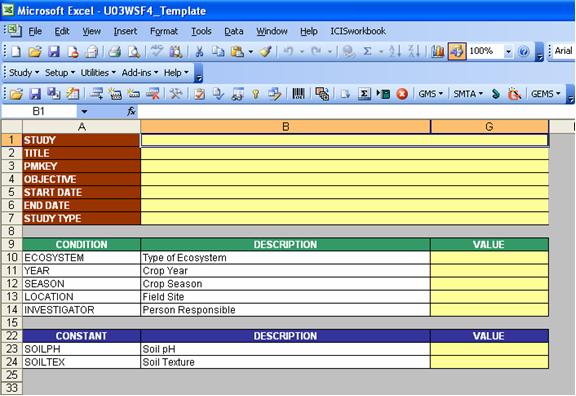 Microsoft Excel - U03WSF4_Template
File Edit View Insert Format Tools Data Window Help ICISworkbook
100% Arial
Study Setup Utilities Add-ins Help
GMS SMTA GEMS
B1 fx
A B G
1 STUDY
2 TITLE
3 PMKEY
4 OBJECTIVE
5 START DATE
6 END DATE
7 STUDY TYPE
8
9 CONDITION DESCRIPTION VALUE
10 ECOSYSTEM Type of Ecosystem
11 YEAR Crop Year
12 SEASON Crop Season
13 LOCATION Field Site
14 INVESTIGATOR Person Responsible
15
22 CONSTANT DESCRIPTION VALUE
23 SOILPH Soil pH
24 SOILTEX Soil Texture
25
33